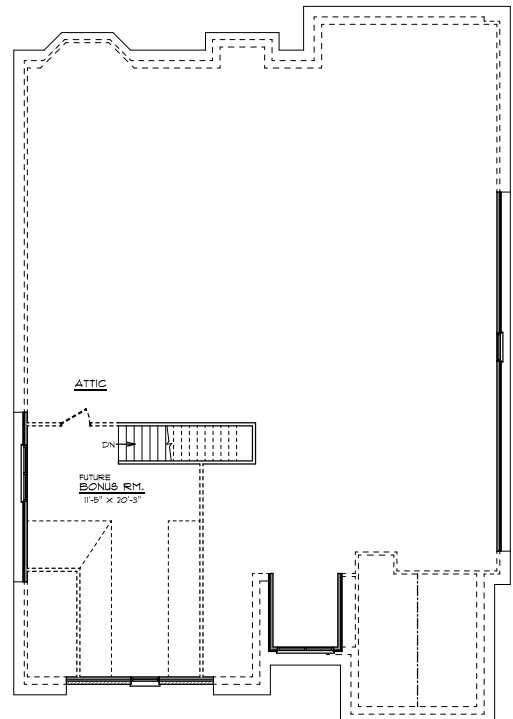 ATTIC
DN
FUTURE
BONUS RM.
11'-5" X 20'-3"